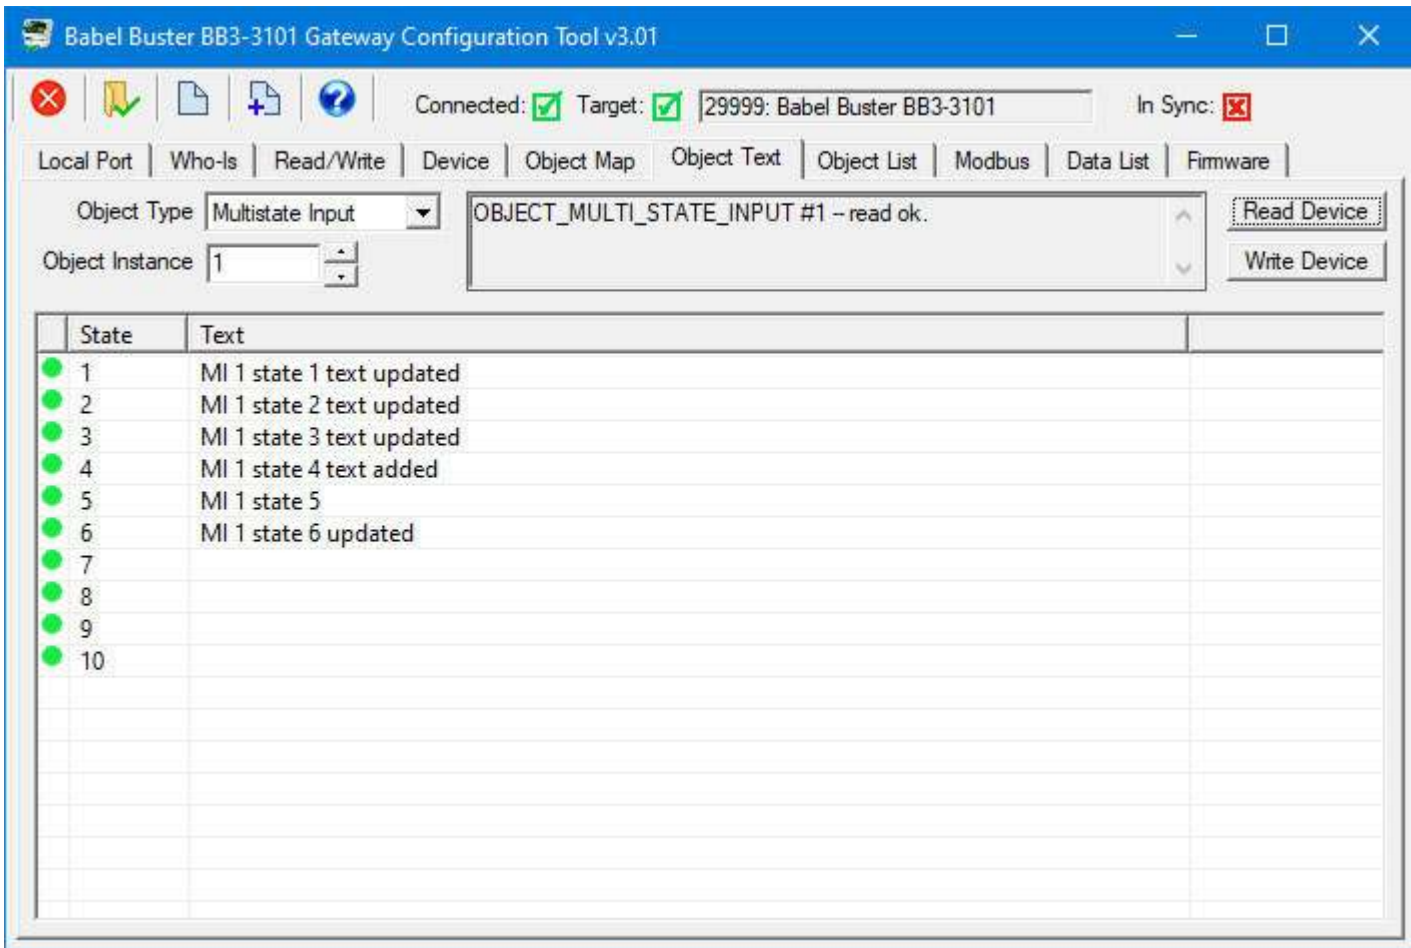 Babel Buster BB3-3101 Gateway Configuration Tool v3.01
Connected: Target: 29999: Babel Buster BB3-3101 In Sync:
Local Port Who-Is Read/Write Device Object Map Object Text Object List Modbus Data List Firmware
Object Type Multistate Input OBJECT_MULTI_STATE_INPUT #1 -- read ok. Read Device
Object Instance 1 Write Device
State Text
1 MI 1 state 1 text updated
2 MI 1 state 2 text updated
3 MI 1 state 3 text updated
4 MI 1 state 4 text added
5 MI 1 state 5
6 MI 1 state 6 updated
7
8
9
10